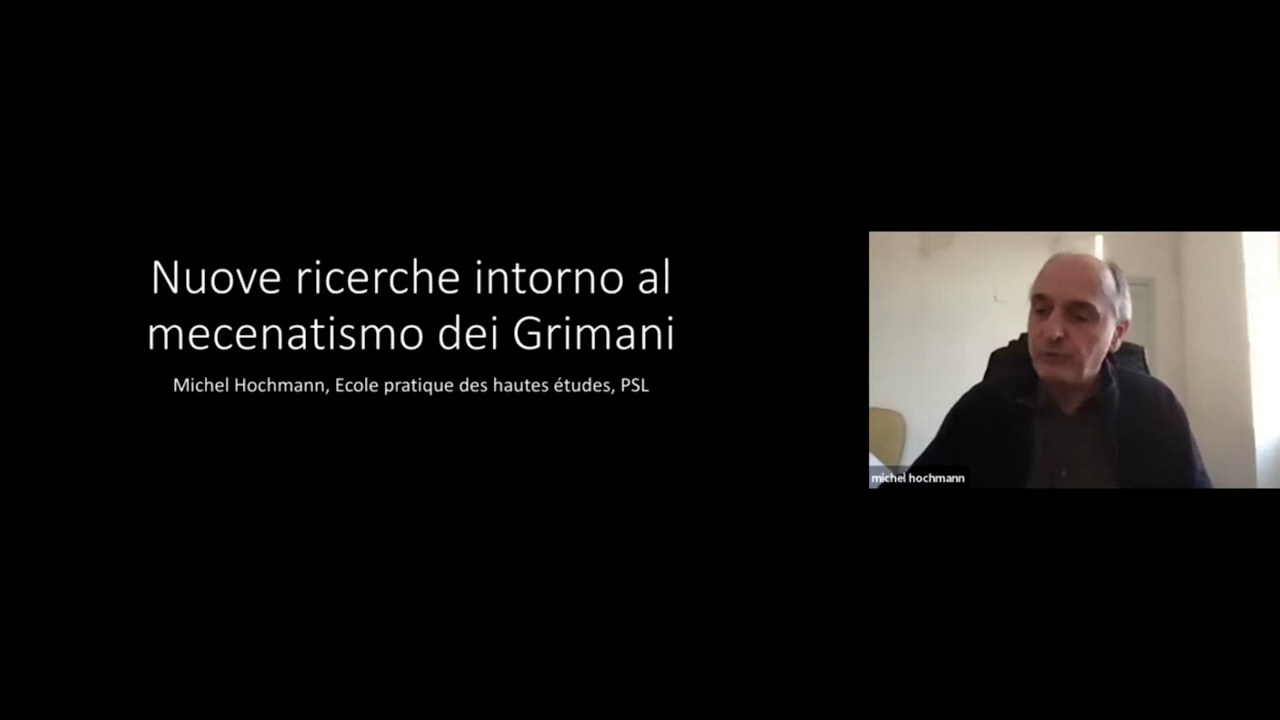 Nuove ricerche intorno al
mecenatismo dei Grimani
Michel Hochmann, Ecole pratique des hautes études, PSL
michel hochmann